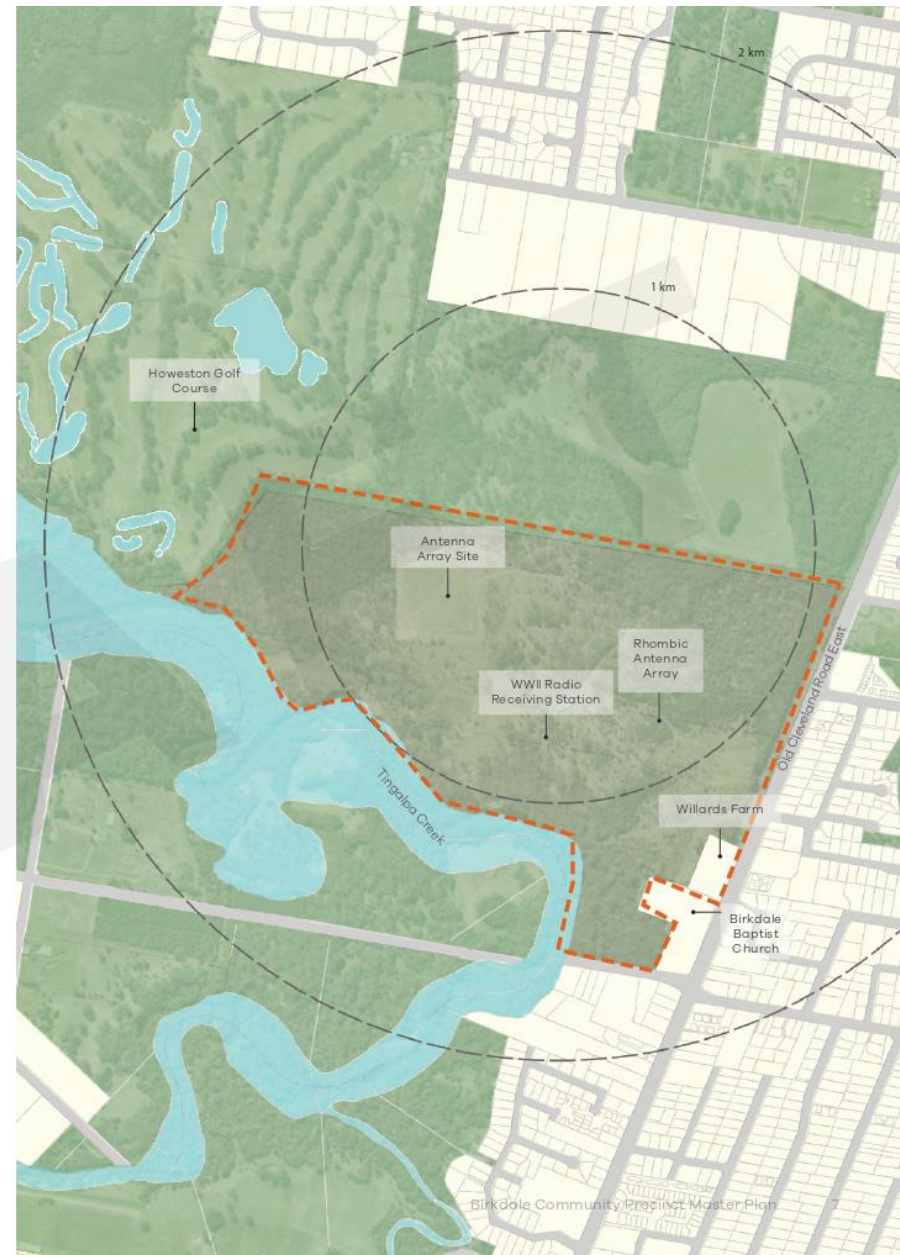 2 km
1 km
Howeston Golf
Course
Antenna
Array Site
Rhombic
Antenna
Array
WWII Radio
Receiving Station
Old Cleveland Road East
Tingalpa Creek
Willards Farm
Birkdale
Baptist
Church
Birkdale Community Precinct Master Plan 7